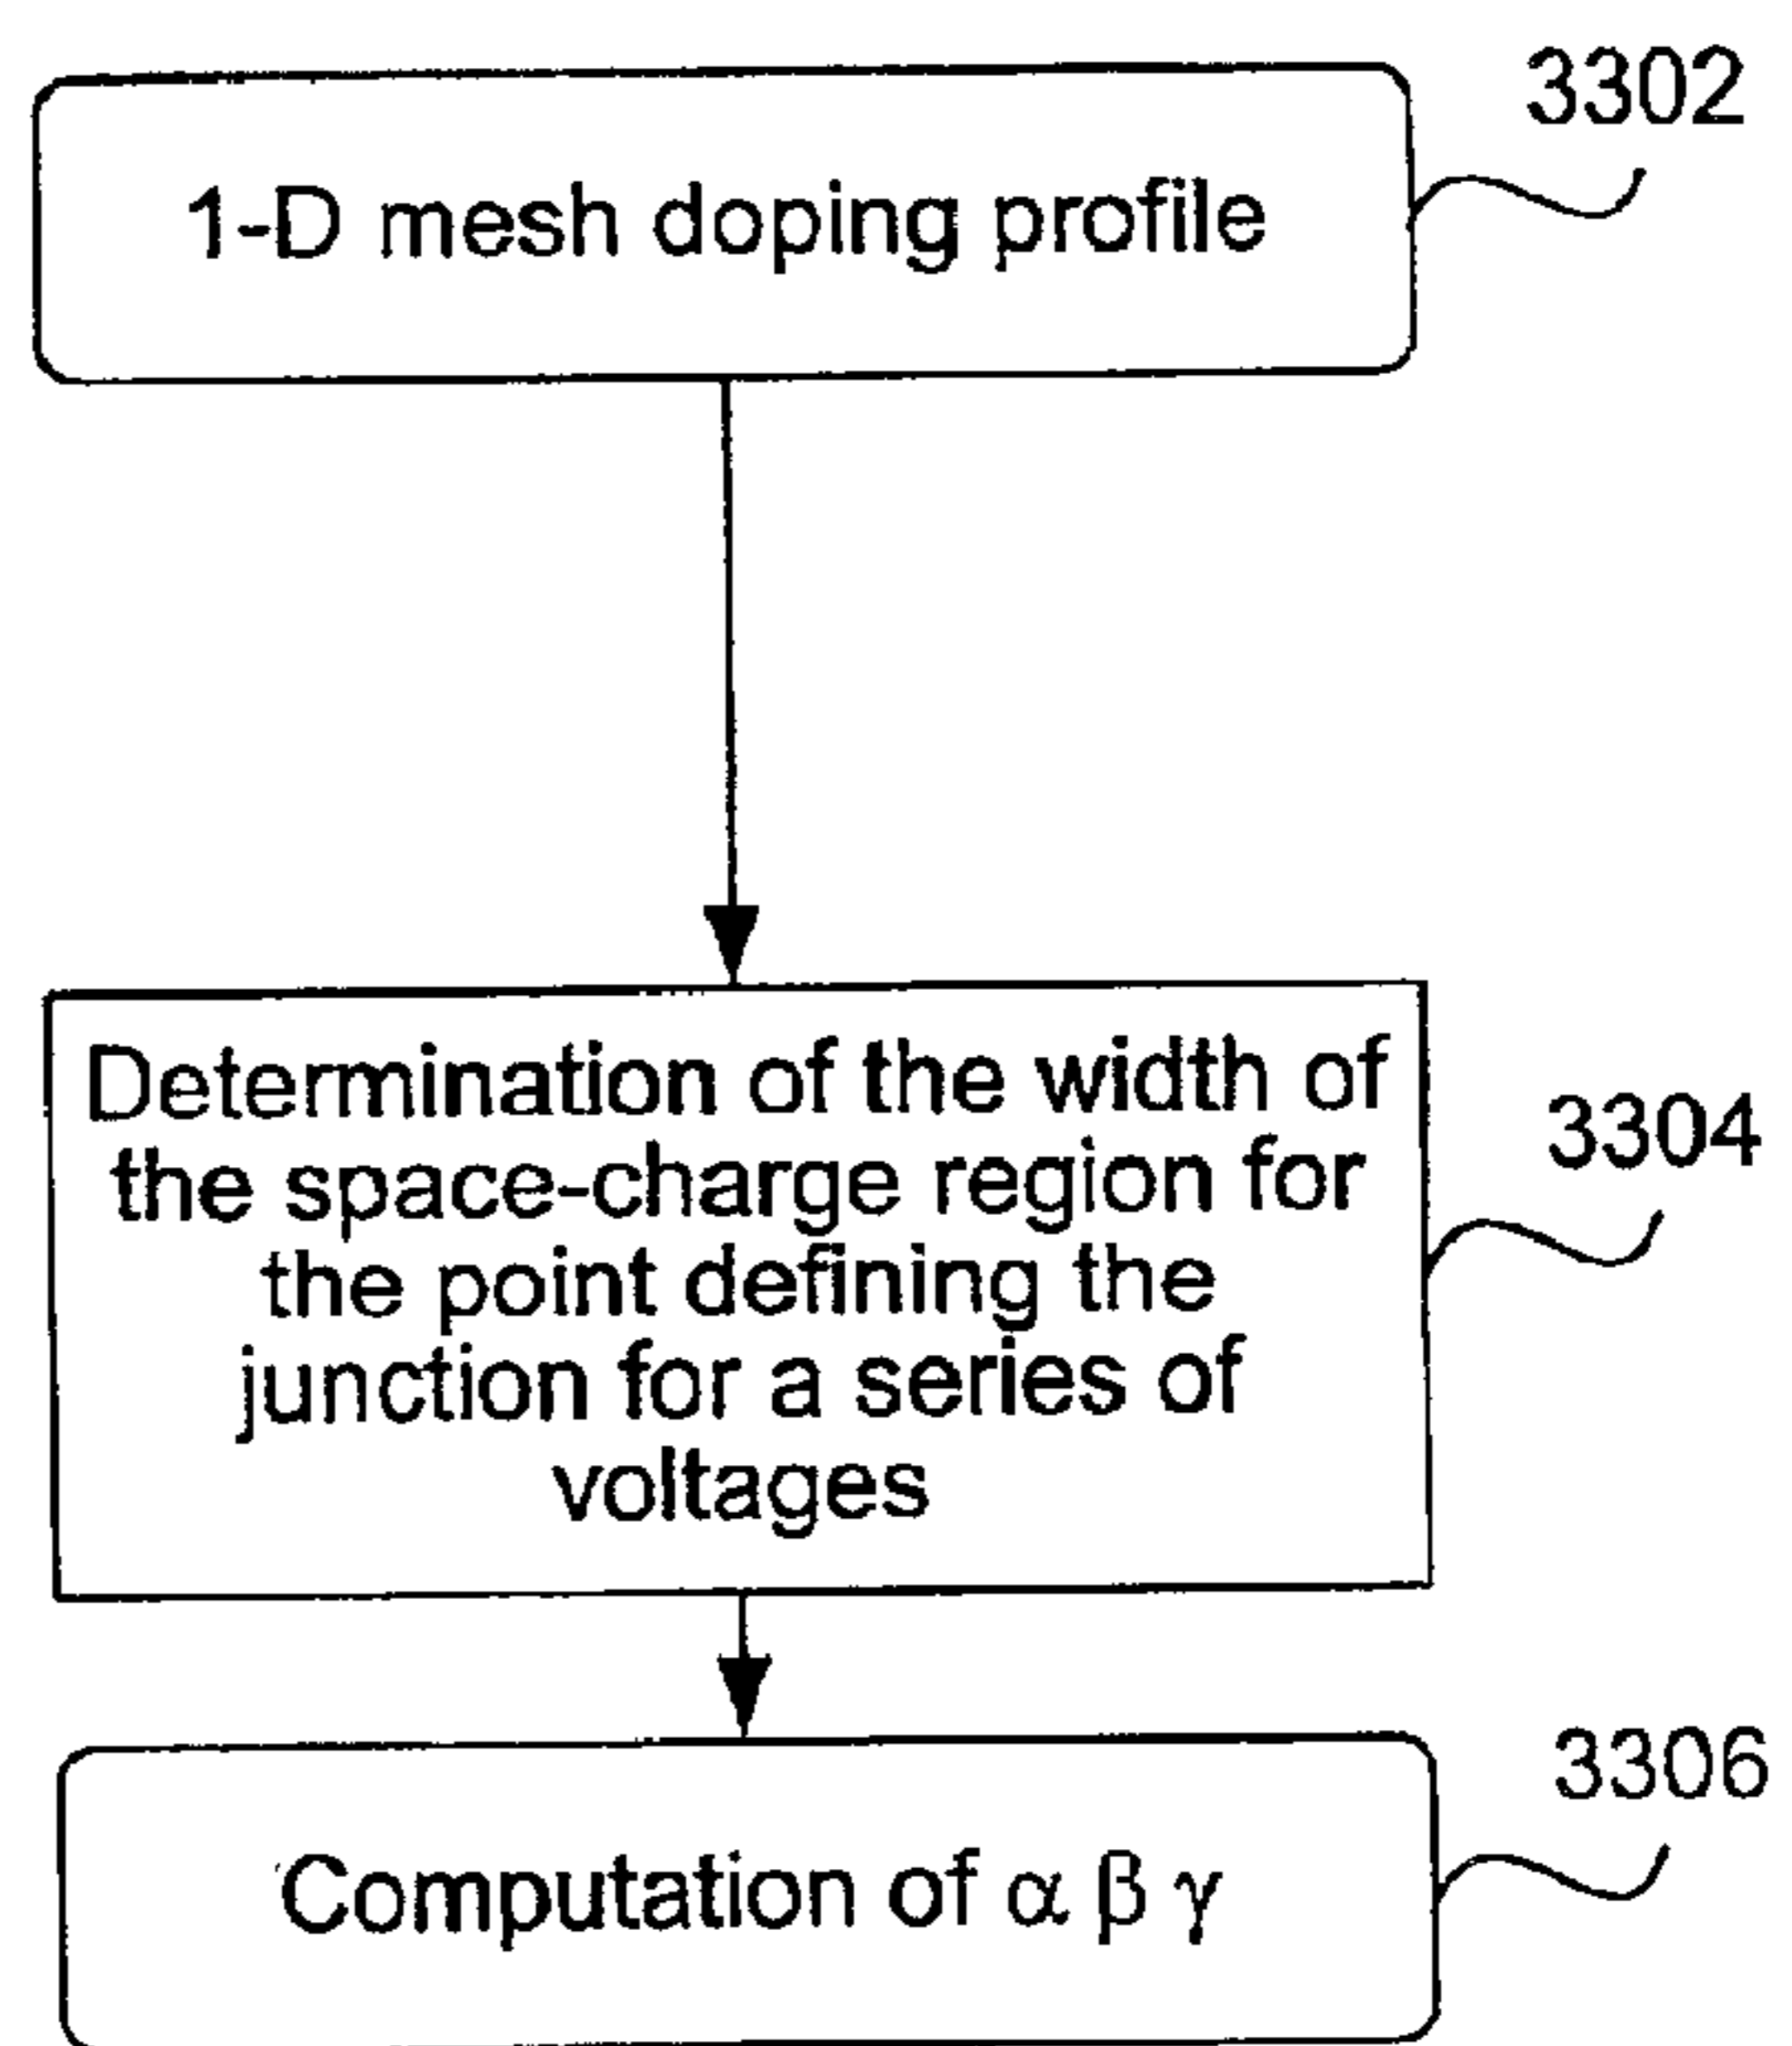 3302
1-D mesh doping profile
Determination of the width of
the space-charge region for
the point defining the
junction for a series of
voltages
3304
Computation of α β γ
3306